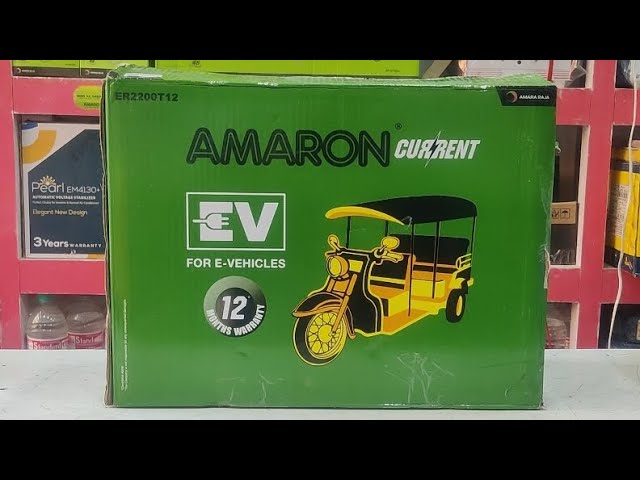 ER2200T12
AMARA RAJA
AMARON® CURRENT
EV
FOR E-VEHICLES
12*
MONTHS WARRANTY
Pearl EM4130+
AUTOMATIC VOLTAGE STABILIZER
Elegant New Design
3 Years WARRANTY